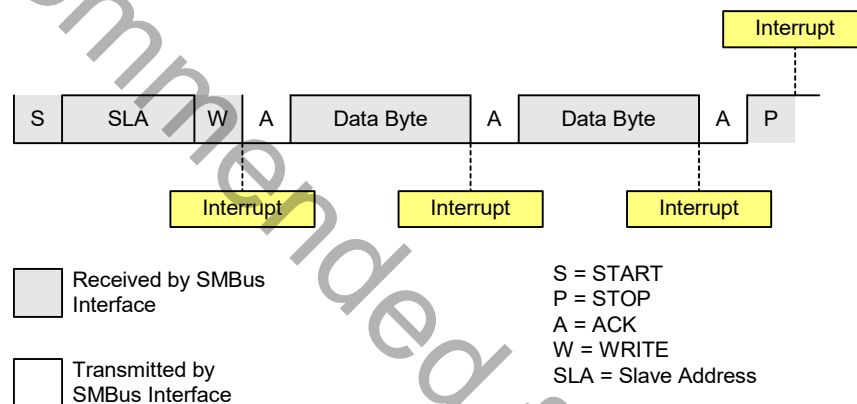 Interrupt
S SLA W A Data Byte A Data Byte A P
Interrupt Interrupt Interrupt
Received by SMBus
Interface
Transmitted by
SMBus Interface
S = START
P = STOP
A = ACK
W = WRITE
SLA = Slave Address
ommended